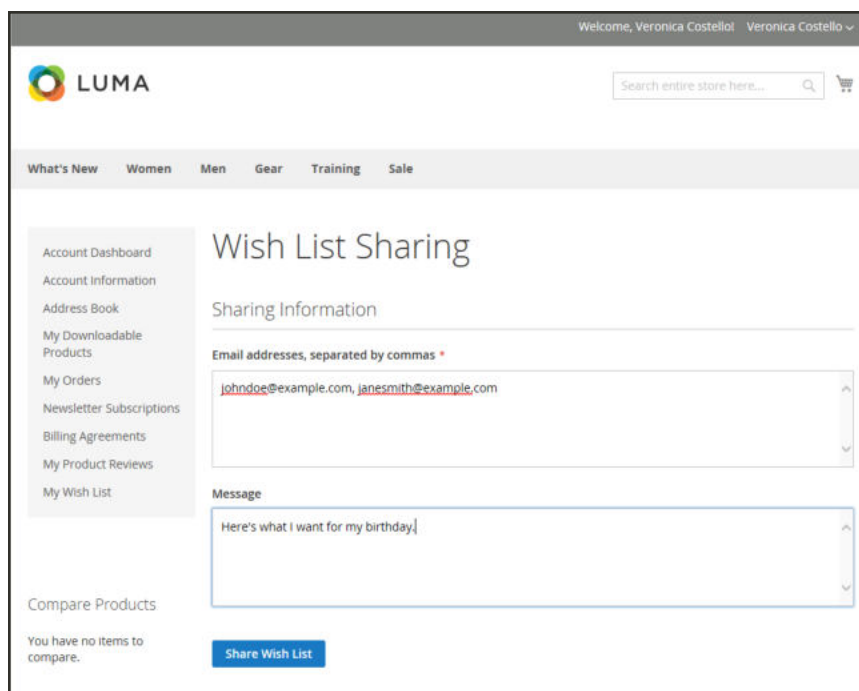 Welcome, Veronica Costello! Veronica Costello
LUMA
Search entire store here...
What's New Women Men Gear Training Sale
Account Dashboard
Account Information
Address Book
My Downloadable
Products
My Orders
Newsletter Subscriptions
Billing Agreements
My Product Reviews
My Wish List
Compare Products
You have no items to
compare.
Wish List Sharing
Sharing Information
Email addresses, separated by commas *
johndoe@example.com, janesmith@example.com
Message
Here's what I want for my birthday.
Share Wish List